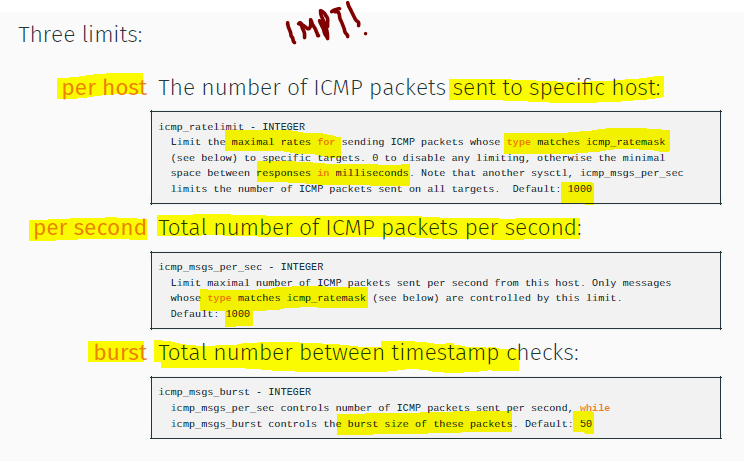 IMPT!
Three limits:
per host The number of ICMP packets sent to specific host:
icmp_ratelimit - INTEGER
Limit the maximal rates for sending ICMP packets whose type matches icmp_ratemask
(see below) to specific targets. 0 to disable any limiting, otherwise the minimal
space between responses in milliseconds. Note that another sysctl, icmp_msgs_per_sec
limits the number of ICMP packets sent on all targets. Default: 1000
per second Total number of ICMP packets per second:
icmp_msgs_per_sec - INTEGER
Limit maximal number of ICMP packets sent per second from this host. Only messages
whose type matches icmp_ratemask (see below) are controlled by this limit.
Default: 1000
burst Total number between timestamp checks:
icmp_msgs_burst - INTEGER
icmp_msgs_per_sec controls number of ICMP packets sent per second, while
icmp_msgs_burst controls the burst size of these packets. Default: 50